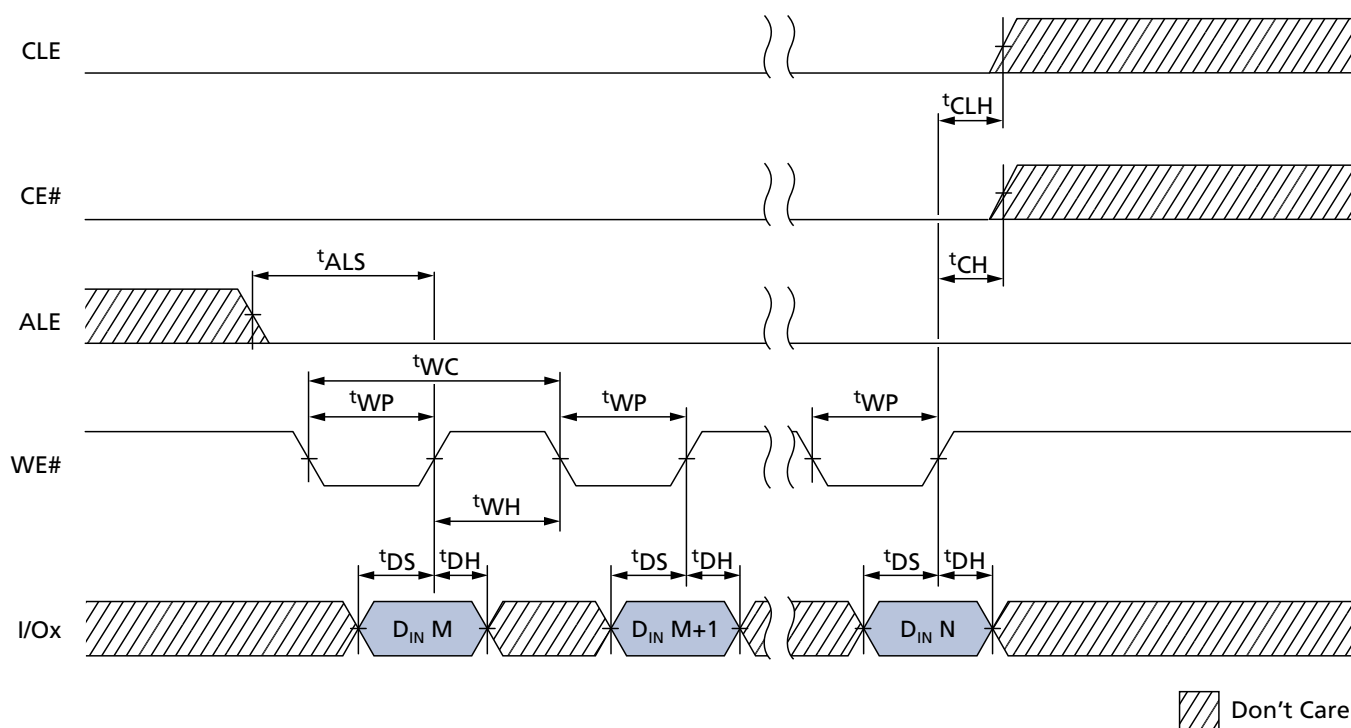 CLE
tCLH
CE#
tCH
tALS
ALE
tWC
tWP
tWP
tWP
WE#
tWH
tDS
tDH
tDS
tDH
tDS
tDH
I/Ox
DIN M
DIN M+1
DIN N
Don't Care